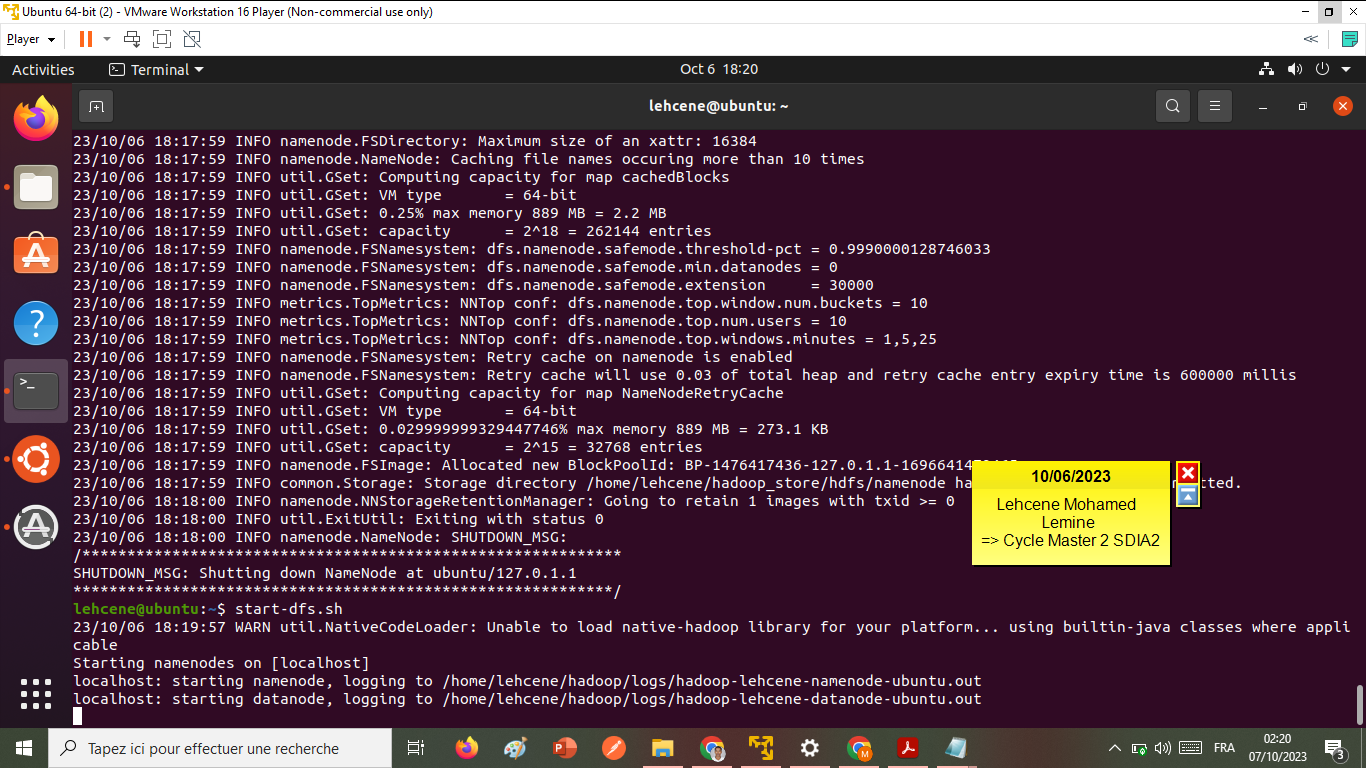 Ubuntu 64-bit (2) - VMware Workstation 16 Player (Non-commercial use only)
Player
Activities
Terminal
Oct 6 18:20
lehcene@ubuntu: ~
23/10/06 18:17:59 INFO namenode.FSDirectory: Maximum size of an xattr: 16384
23/10/06 18:17:59 INFO namenode.NameNode: Caching file names occuring more than 10 times
23/10/06 18:17:59 INFO util.GSet: Computing capacity for map cachedBlocks
23/10/06 18:17:59 INFO util.GSet: VM type       = 64-bit
23/10/06 18:17:59 INFO util.GSet: 0.25% max memory 889 MB = 2.2 MB
23/10/06 18:17:59 INFO util.GSet: capacity      = 2^18 = 262144 entries
23/10/06 18:17:59 INFO namenode.FSNamesystem: dfs.namenode.safemode.threshold-pct = 0.9990000128746033
23/10/06 18:17:59 INFO namenode.FSNamesystem: dfs.namenode.safemode.min.datanodes = 0
23/10/06 18:17:59 INFO namenode.FSNamesystem: dfs.namenode.safemode.extension     = 30000
23/10/06 18:17:59 INFO metrics.TopMetrics: NNTop conf: dfs.namenode.top.window.num.buckets = 10
23/10/06 18:17:59 INFO metrics.TopMetrics: NNTop conf: dfs.namenode.top.num.users = 10
23/10/06 18:17:59 INFO metrics.TopMetrics: NNTop conf: dfs.namenode.top.windows.minutes = 1,5,25
23/10/06 18:17:59 INFO namenode.FSNamesystem: Retry cache on namenode is enabled
23/10/06 18:17:59 INFO namenode.FSNamesystem: Retry cache will use 0.03 of total heap and retry cache entry expiry time is 600000 millis
23/10/06 18:17:59 INFO util.GSet: Computing capacity for map NameNodeRetryCache
23/10/06 18:17:59 INFO util.GSet: VM type       = 64-bit
23/10/06 18:17:59 INFO util.GSet: 0.029999999329447746% max memory 889 MB = 273.1 KB
23/10/06 18:17:59 INFO util.GSet: capacity      = 2^15 = 32768 entries
23/10/06 18:17:59 INFO namenode.FSImage: Allocated new BlockPoolId:
23/10/06 18:17:59 INFO common.Storage: Storage directory /home/lehcene/hadoop_store/hdfs/namenode
23/10/06 18:18:00 INFO namenode.NNStorageRetentionManager: Going to retain 1 images with txid >= 0
23/10/06 18:18:00 INFO util.ExitUtil: Exiting with status 0
23/10/06 18:18:00 INFO namenode.NameNode: SHUTDOWN_MSG:
/************************************************************
SHUTDOWN_MSG: Shutting down NameNode at ubuntu/127.0.1.1
************************************************************/
lehcene@ubuntu:~$ start-dfs.sh
23/10/06 18:19:57 WARN util.NativeCodeLoader: Unable to load native-hadoop library for your platform... using builtin-java classes where appli
cable
Starting namenodes on [localhost]
localhost: starting namenode, logging to /home/lehcene/hadoop/logs/hadoop-lehcene-namenode-ubuntu.out
localhost: starting datanode, logging to /home/lehcene/hadoop/logs/hadoop-lehcene-datanode-ubuntu.out
10/06/2023
Lehcene Mohamed
Lemine
=> Cycle Master 2 SDIA2
Tapez ici pour effectuer une recherche
FRA
02:20
07/10/2023
3